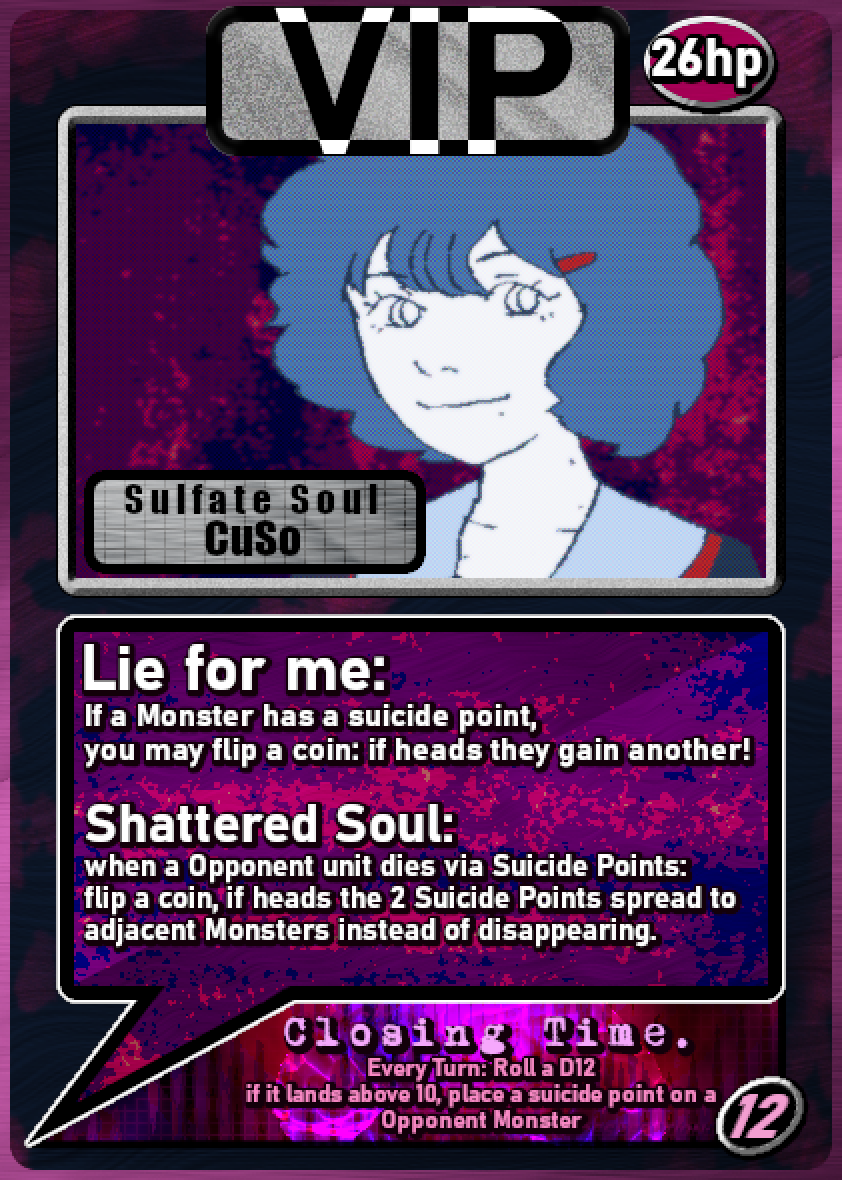 VIP
26hp
Sulfate Soul
CuSo
Lie for me:
If a Monster has a suicide point,
you may flip a coin: if heads they gain another!
Shattered Soul:
when a Opponent unit dies via Suicide Points:
flip a coin, if heads the 2 Suicide Points spread to
adjacent Monsters instead of disappearing.
Closing Time.
Every Turn: Roll a D12
if it lands above 10, place a suicide point on a
Opponent Monster
12